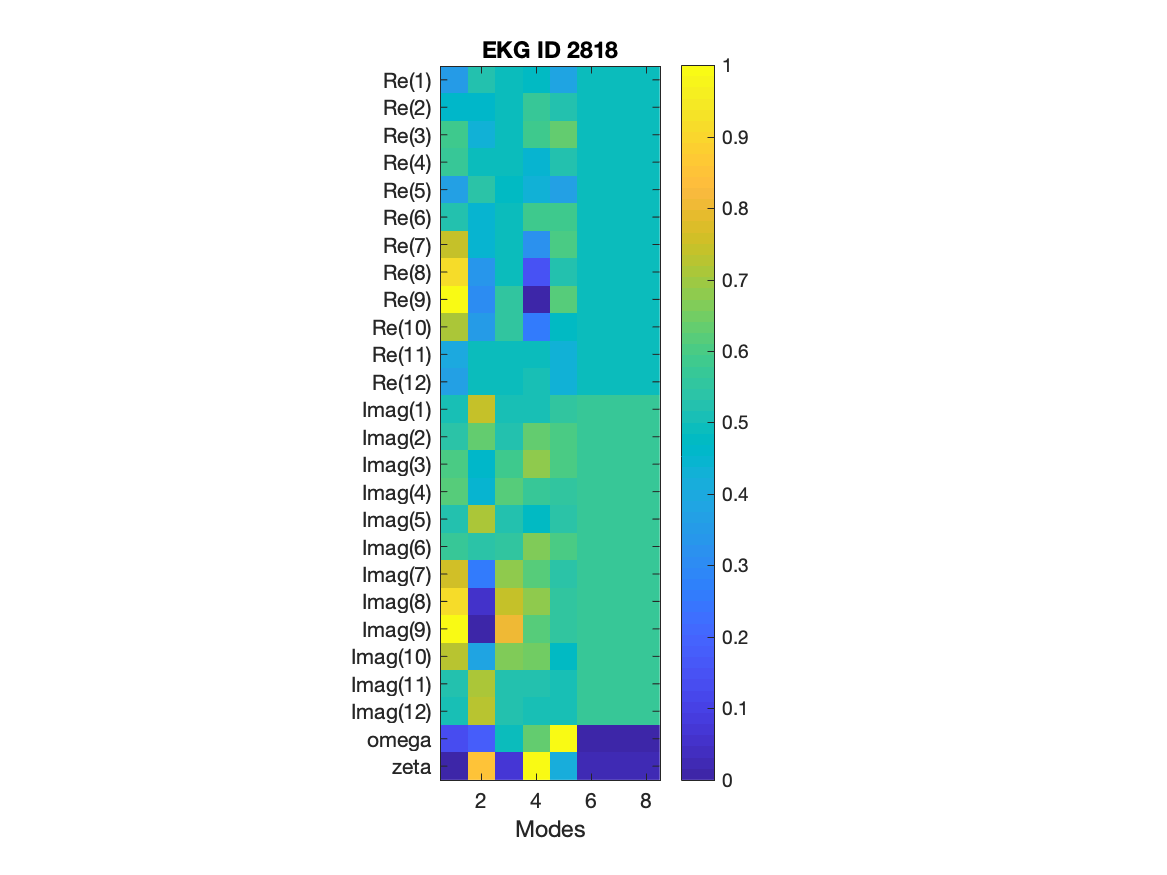 EKG ID 2818
Re(1)
Re(2)
Re(3)
Re(4)
Re(5)
Re(6)
Re(7)
Re(8)
Re(9)
Re(10)
Re(11)
Re(12)
Imag(1)
Imag(2)
Imag(3)
Imag(4)
Imag(5)
Imag(6)
Imag(7)
Imag(8)
Imag(9)
Imag(10)
Imag(11)
Imag(12)
omega
zeta
2 4 6 8
Modes
1
0.9
0.8
0.7
0.6
0.5
0.4
0.3
0.2
0.1
0